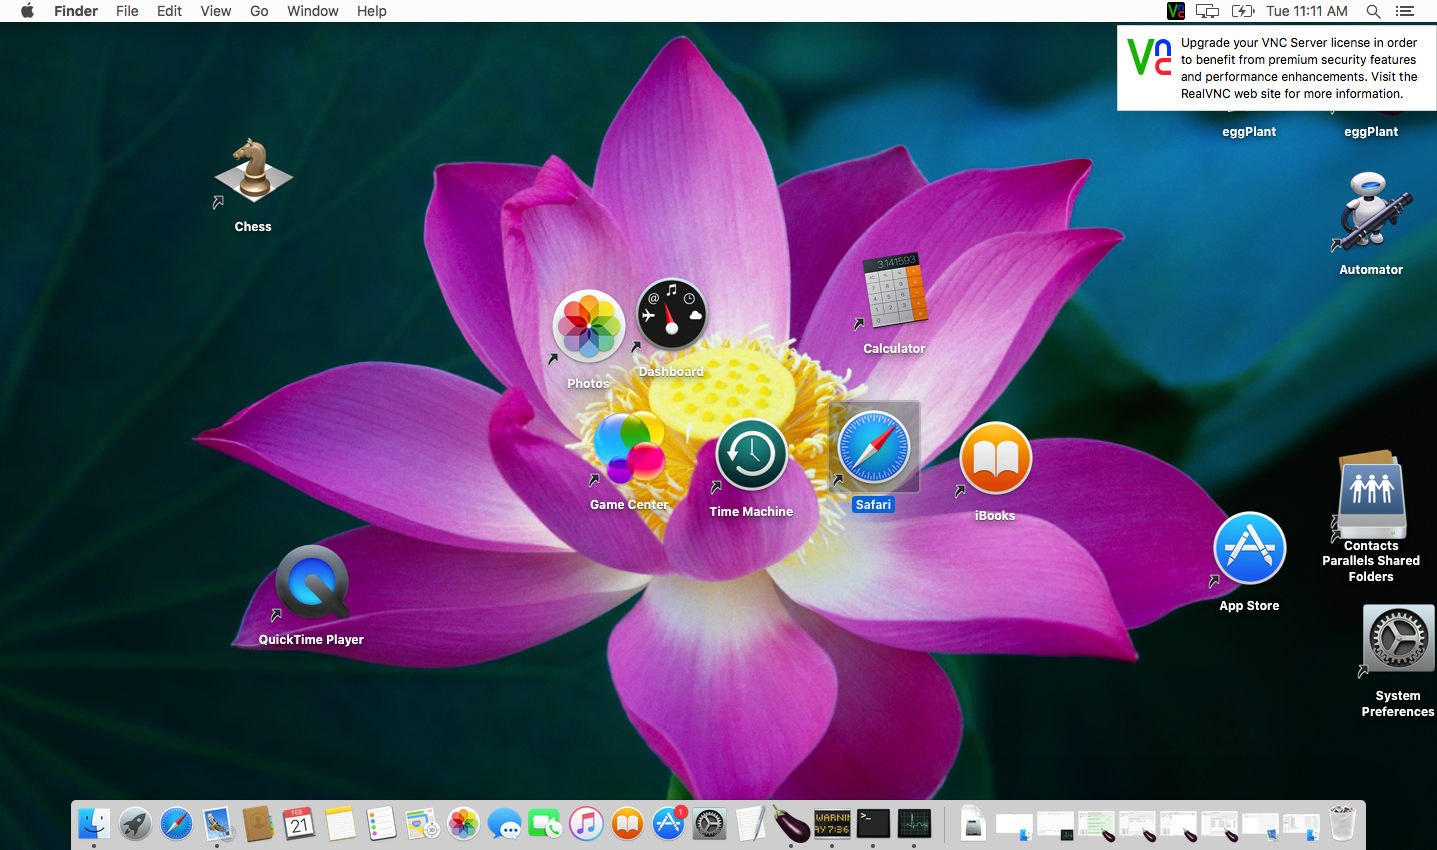 Finder File Edit View Go Window Help
Tue 11:11 AM
Vnc
Upgrade your VNC Server license in order
to benefit from premium security features
and performance enhancements. Visit the
RealVNC web site for more information.
eggPlant
eggPlant
Chess
Automator
3.141593
Calculator
Dashboard
Photos
Game Center
Time Machine
Safari
iBooks
Contacts
Parallels Shared
Folders
App Store
QuickTime Player
System
Preferences
FEB
21
1
WARNIN
AY 7:36